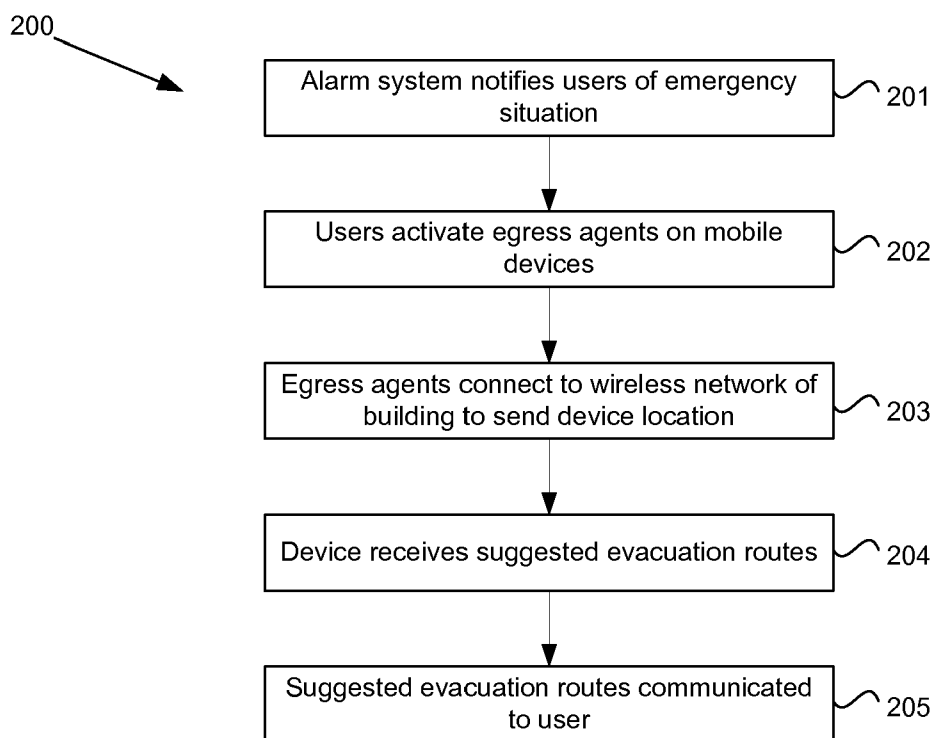 200
Alarm system notifies users of emergency
situation
201
Users activate egress agents on mobile
devices
202
Egress agents connect to wireless network of
building to send device location
203
Device receives suggested evacuation routes
204
Suggested evacuation routes communicated
to user
205